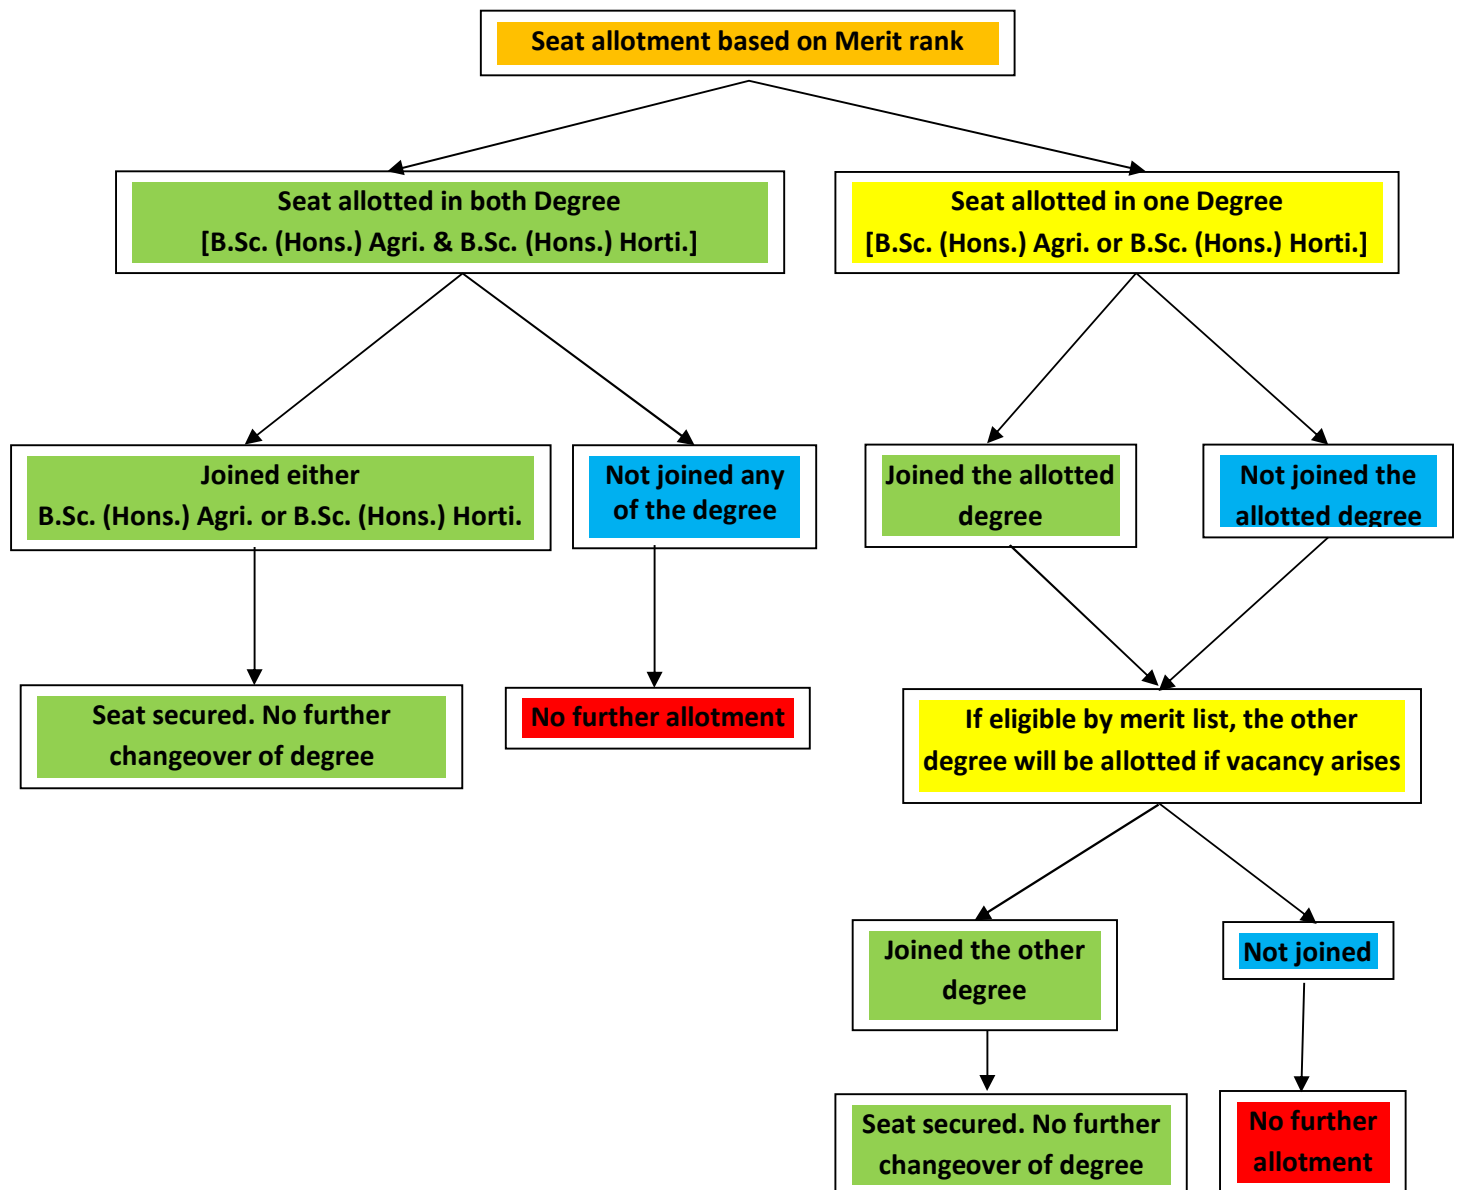 Seat allotment based on Merit rank
Seat allotted in both Degree
[B.Sc. (Hons.) Agri. & B.Sc. (Hons.) Horti.]
Seat allotted in one Degree
[B.Sc. (Hons.) Agri. or B.Sc. (Hons.) Horti.]
Joined either
B.Sc. (Hons.) Agri. or B.Sc. (Hons.) Horti.
Not joined any
of the degree
Joined the allotted
degree
Not joined the
allotted degree
Seat secured. No further
changeover of degree
No further allotment
If eligible by merit list, the other
degree will be allotted if vacancy arises
Joined the other
degree
Not joined
Seat secured. No further
changeover of degree
No further
allotment